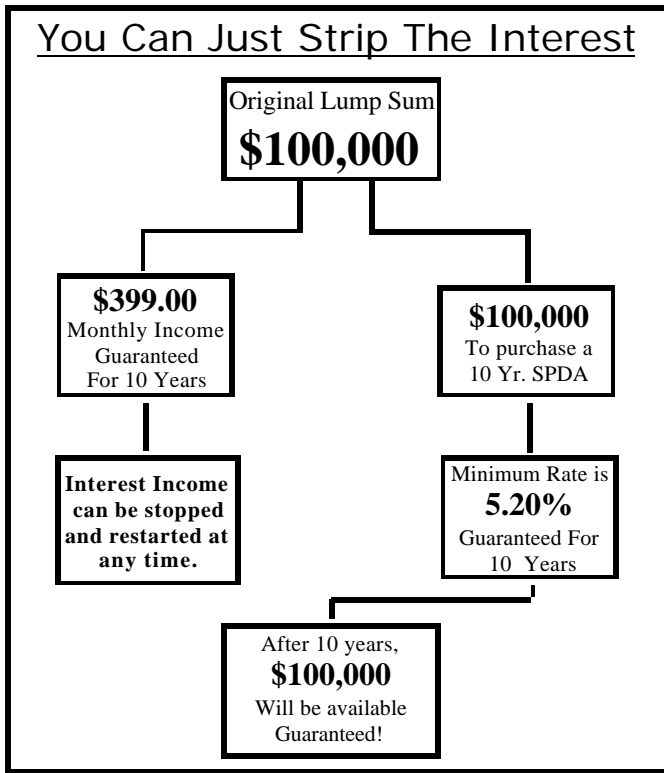 You Can Just Strip The Interest
Original Lump Sum
$100,000
$399.00
Monthly Income
Guaranteed
For 10 Years
$100,000
To purchase a
10 Yr. SPDA
Interest Income
can be stopped
and restarted at
any time.
Minimum Rate is
5.20%
Guaranteed For
10 Years
After 10 years,
$100,000
Will be available
Guaranteed!